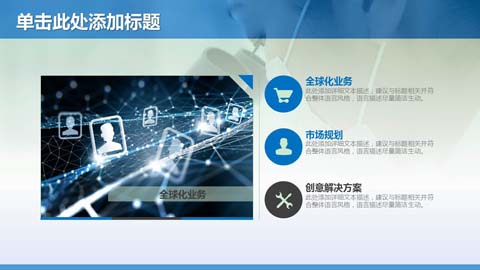 单击此处添加标题
全球化业务
此处添加详细文本描述，建议与标题相关并符
合整体语言风格，语言描述尽量简洁生动。
市场规划
此处添加详细文本描述，建议与标题相关并符
合整体语言风格，语言描述尽量简洁生动。
全球化业务
创意解决方案
此处添加详细文本描述，建议与标题相关并符
合整体语言风格，语言描述尽量简洁生动。